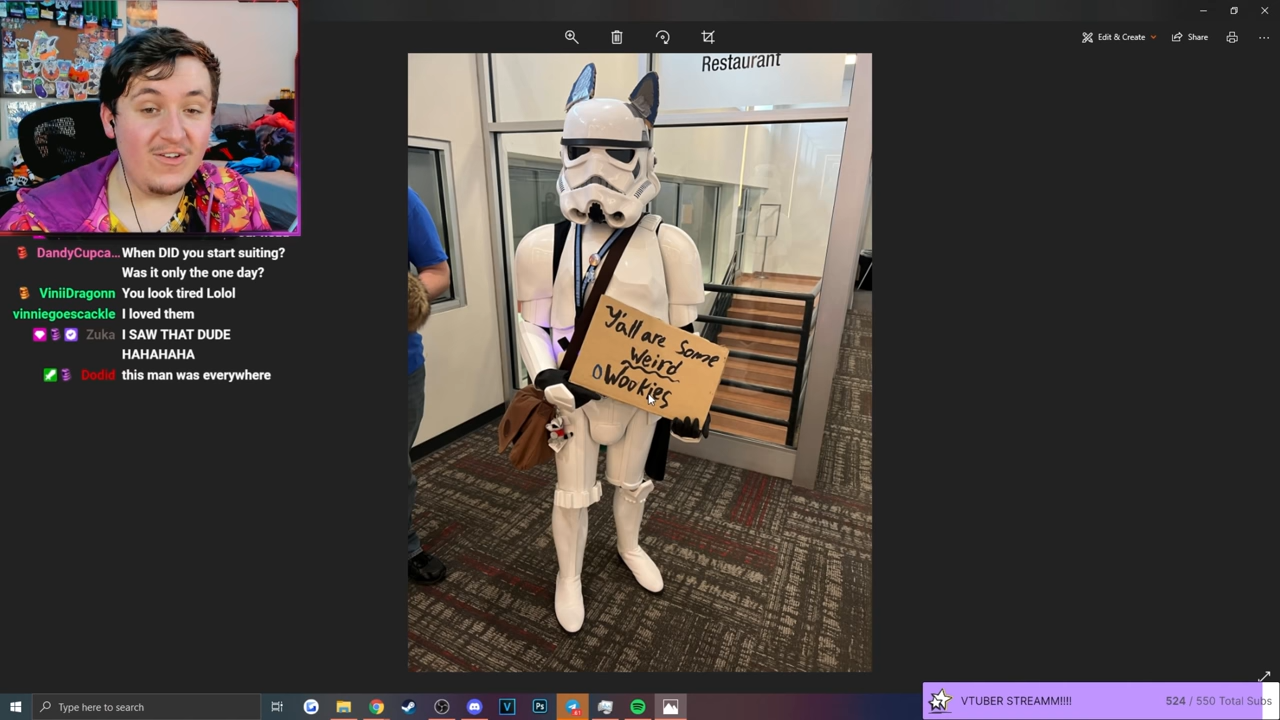 Edit & Create
Share
Restaurant
DandyCupca... When DID you start suiting?
Was it only the one day?
ViniiDragonn You look tired Lolol
vinniegoescackle I loved them
Zuka I SAW THAT DUDE
HAHAHAHA
Dodid this man was everywhere
Y'all are Some
Weird
Wookies
Type here to search
VTUBER STREAMM!!!! 524 / 550 Total Subs